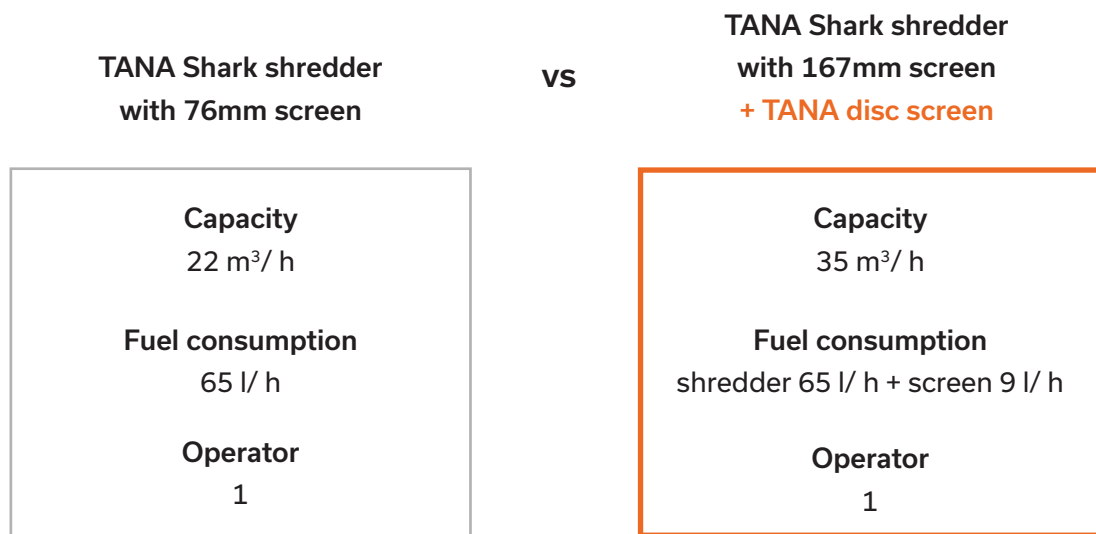 TANA Shark shredder
with 76mm screen
vs
TANA Shark shredder
with 167mm screen
+ TANA disc screen
Capacity
22 m³/ h
Fuel consumption
65 l/ h
Operator
1
Capacity
35 m³/ h
Fuel consumption
shredder 65 l/ h + screen 9 l/ h
Operator
1